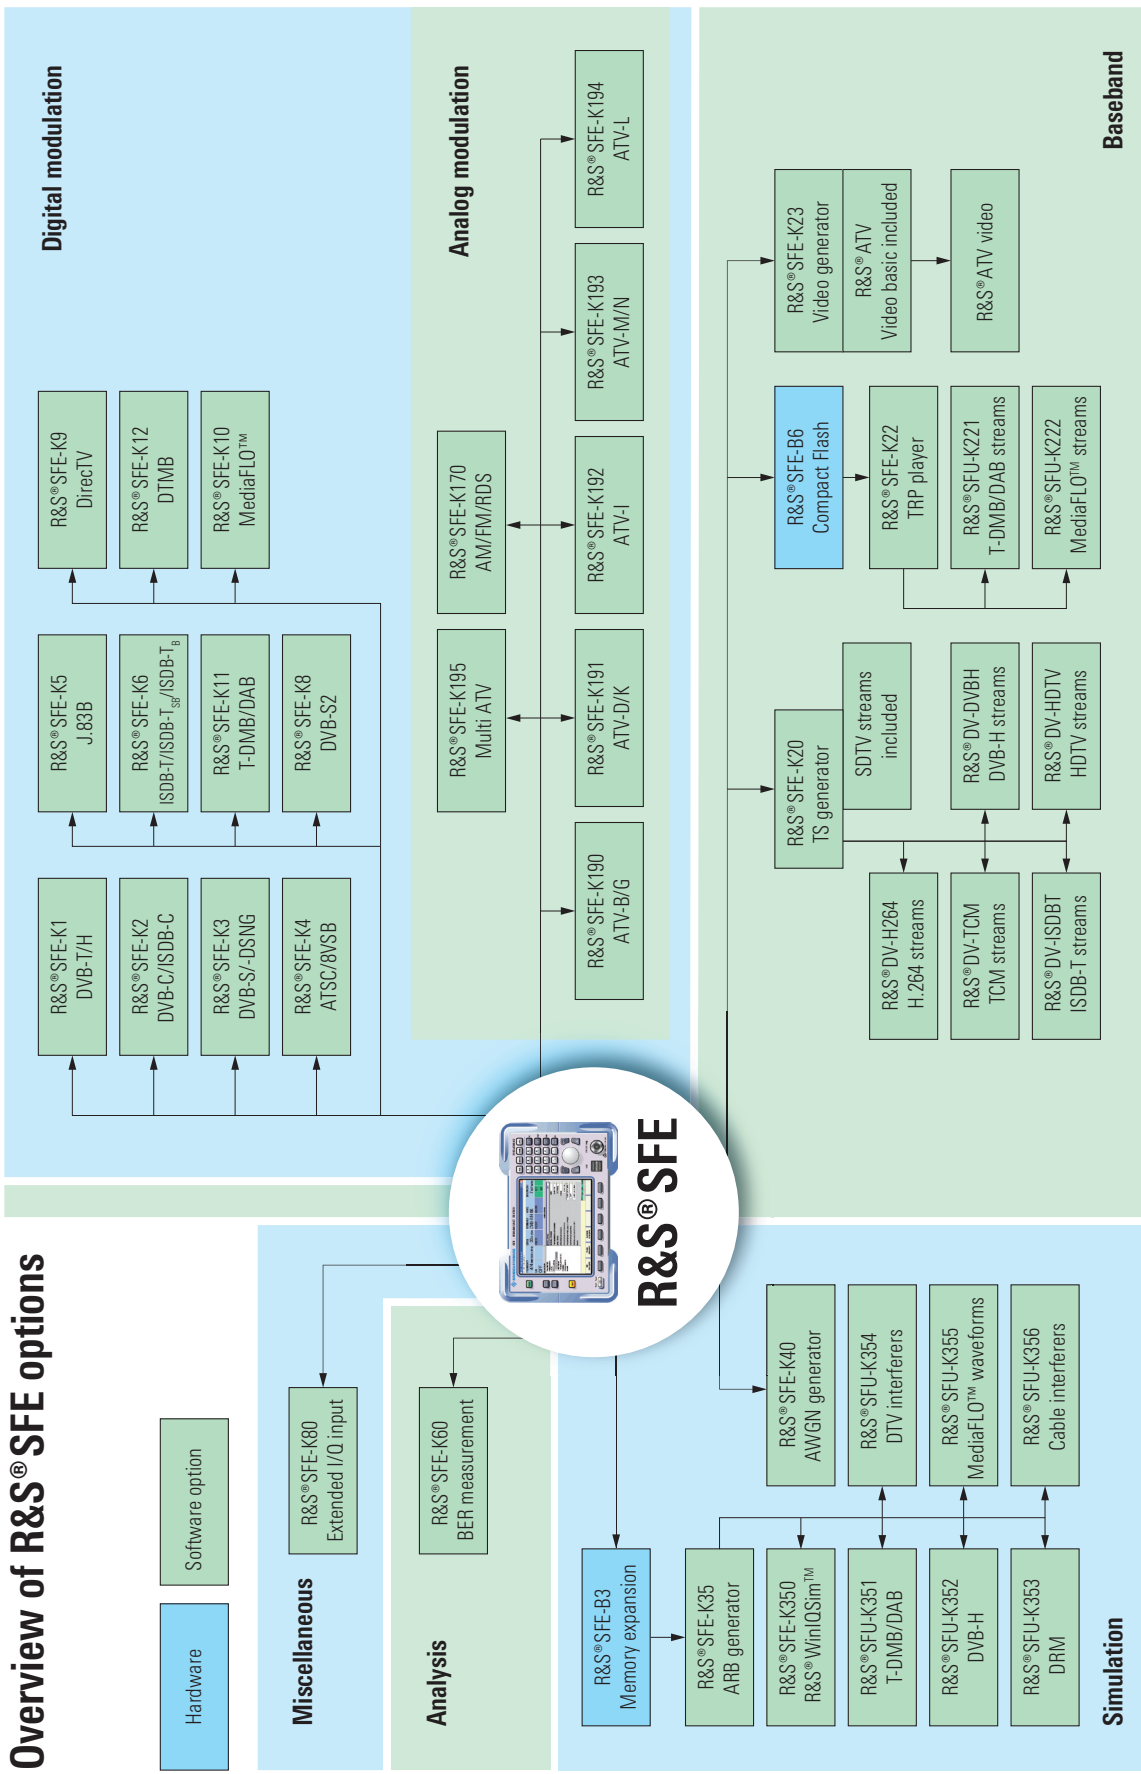 Overview of R&S®SFE options
Hardware
Software option
Miscellaneous
R&S®SFE-K80
Extended I/Q input
Analysis
R&S®SFE-K60
BER measurement
Simulation
R&S®SFE-B3
Memory expansion
R&S®SFE-K35
ARB generator
R&S®SFE-K350
R&S®WinIQSim™
R&S®SFU-K351
T-DMB/DAB
R&S®SFU-K352
DVB-H
R&S®SFU-K353
DRM
R&S®SFE-K40
AWGN generator
R&S®SFU-K354
DTV interferers
R&S®SFU-K355
MediaFLO™ waveforms
R&S®SFU-K356
Cable interferers
R&S®SFE
Digital modulation
R&S®SFE-K1
DVB-T/H
R&S®SFE-K2
DVB-C/ISDB-C
R&S®SFE-K3
DVB-S/-DSNG
R&S®SFE-K4
ATSC/8VSB
R&S®SFE-K5
J.83B
R&S®SFE-K6
ISDB-T/ISDB-TSB/ISDB-TB
R&S®SFE-K11
T-DMB/DAB
R&S®SFE-K8
DVB-S2
R&S®SFE-K9
DirecTV
R&S®SFE-K12
DTMB
R&S®SFE-K10
MediaFLO™
Analog modulation
R&S®SFE-K195
Multi ATV
R&S®SFE-K170
AM/FM/RDS
R&S®SFE-K190
ATV-B/G
R&S®SFE-K191
ATV-D/K
R&S®SFE-K192
ATV-I
R&S®SFE-K193
ATV-M/N
R&S®SFE-K194
ATV-L
Baseband
R&S®SFE-K20
TS generator
SDTV streams
included
R&S®DV-H264
H.264 streams
R&S®DV-TCM
TCM streams
R&S®DV-ISDBT
ISDB-T streams
R&S®DV-DVBH
DVB-H streams
R&S®DV-HDTV
HDTV streams
R&S®SFE-B6
Compact Flash
R&S®SFE-K22
TRP player
R&S®SFU-K221
T-DMB/DAB streams
R&S®SFU-K222
MediaFLO™ streams
R&S®SFE-K23
Video generator
R&S®ATV
Video basic included
R&S®ATV video